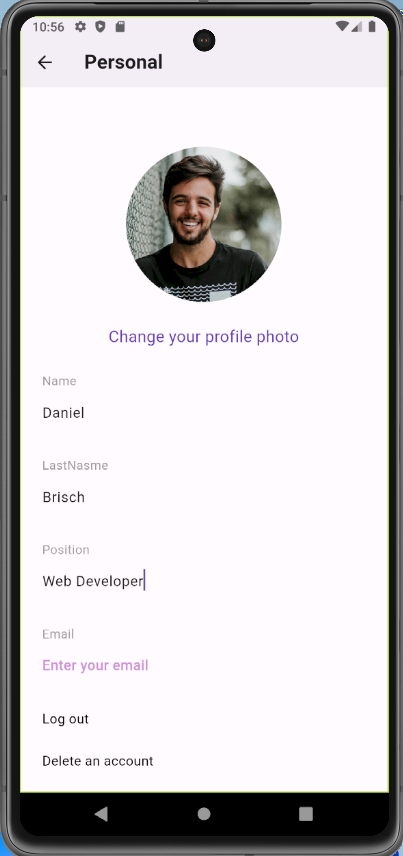 10:56
Personal
Change your profile photo
Name
Daniel
LastNasme
Brisch
Position
Web Developer
Email
Enter your email
Log out
Delete an account